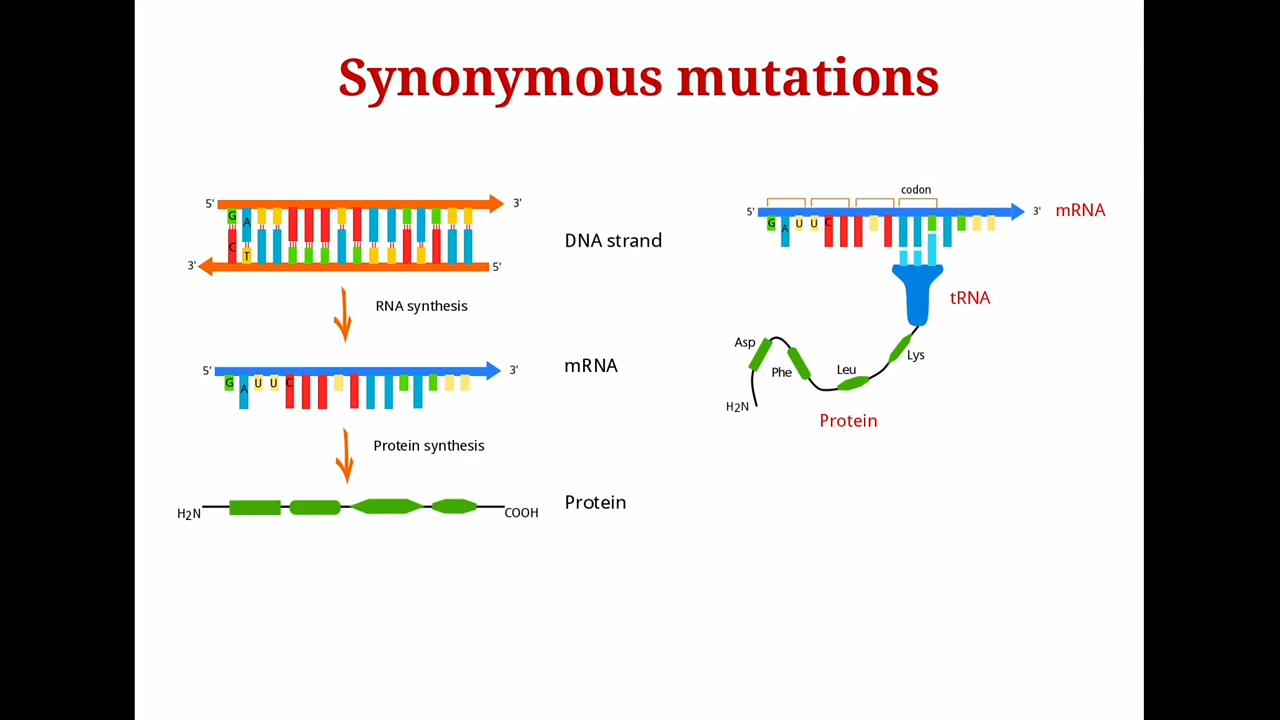 Synonymous mutations
5' 3'
G A
C T
3' 5'
DNA strand
RNA synthesis
5' 3'
G A U U C
mRNA
Protein synthesis
H2N COOH
Protein
codon
5' 3' mRNA
G A U U C
tRNA
Asp
Phe
Leu
Lys
H2N
Protein